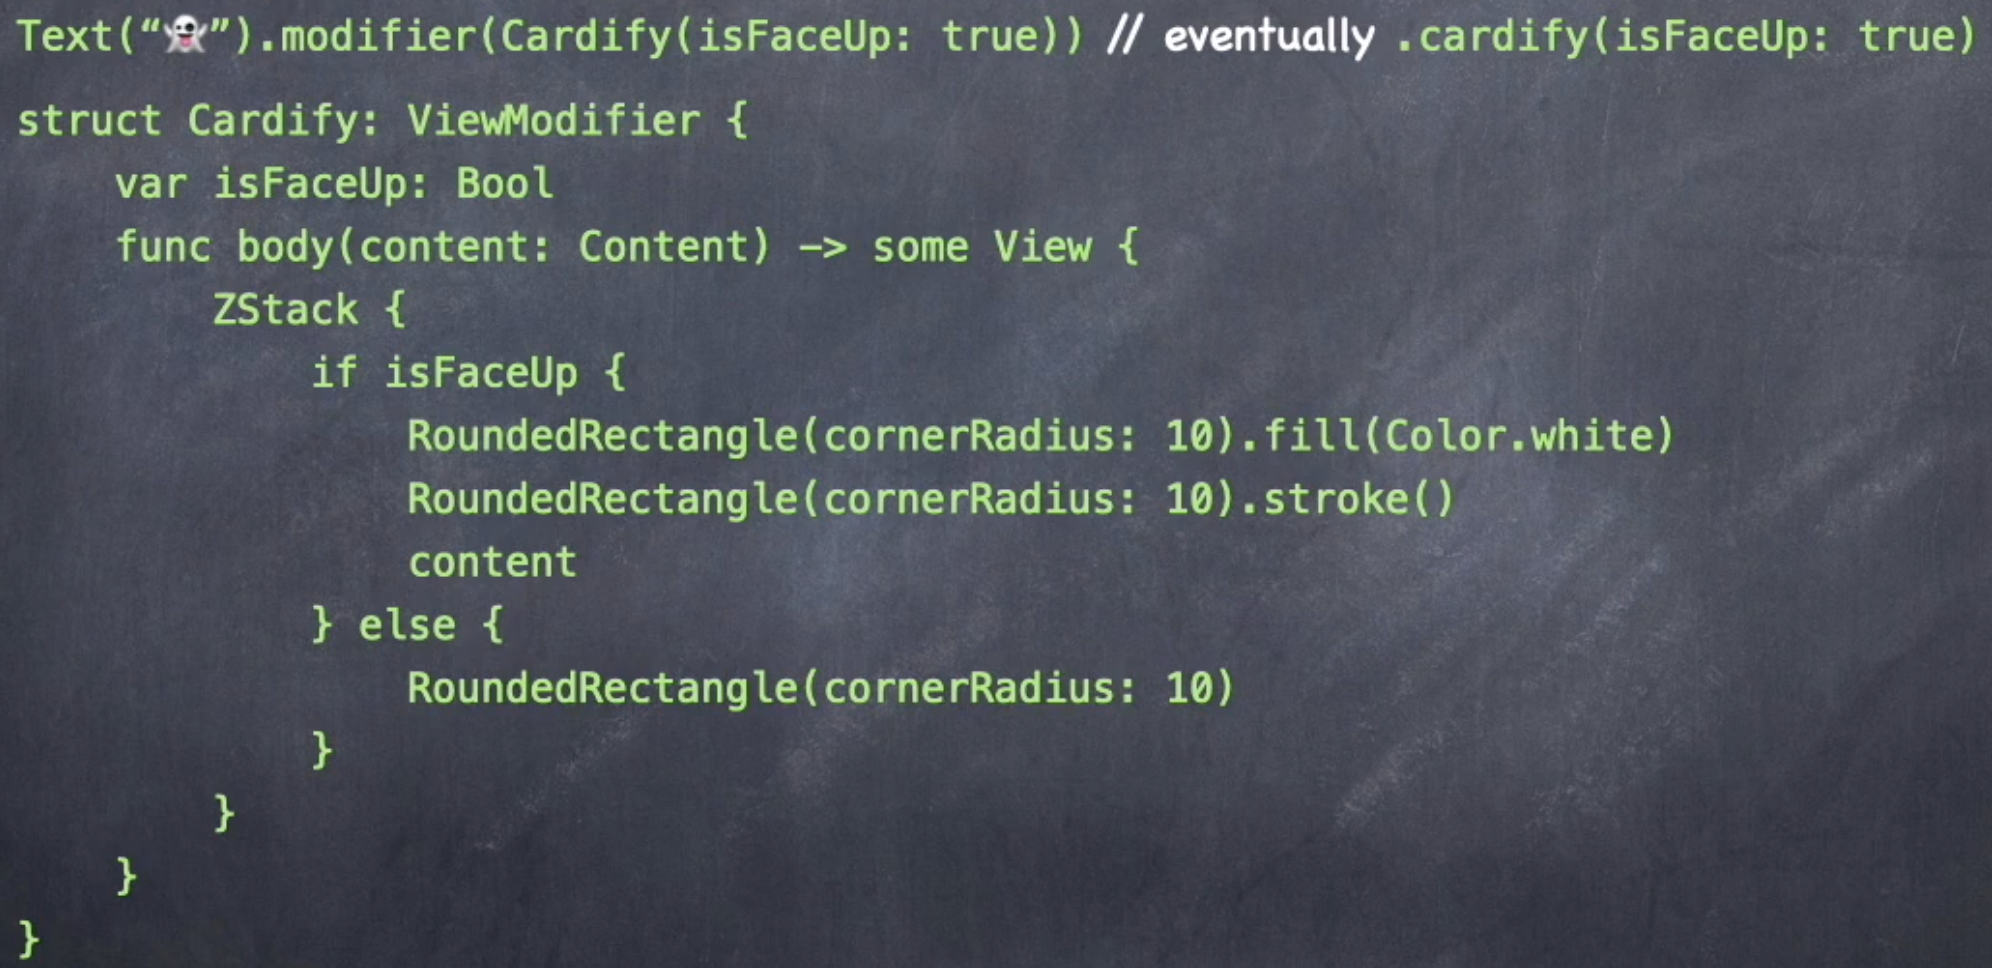 Text(“👻”).modifier(Cardify(isFaceUp: true)) // eventually .cardify(isFaceUp: true)
struct Cardify: ViewModifier {
    var isFaceUp: Bool
    func body(content: Content) -> some View {
        ZStack {
            if isFaceUp {
                RoundedRectangle(cornerRadius: 10).fill(Color.white)
                RoundedRectangle(cornerRadius: 10).stroke()
                content
            } else {
                RoundedRectangle(cornerRadius: 10)
            }
        }
    }
}